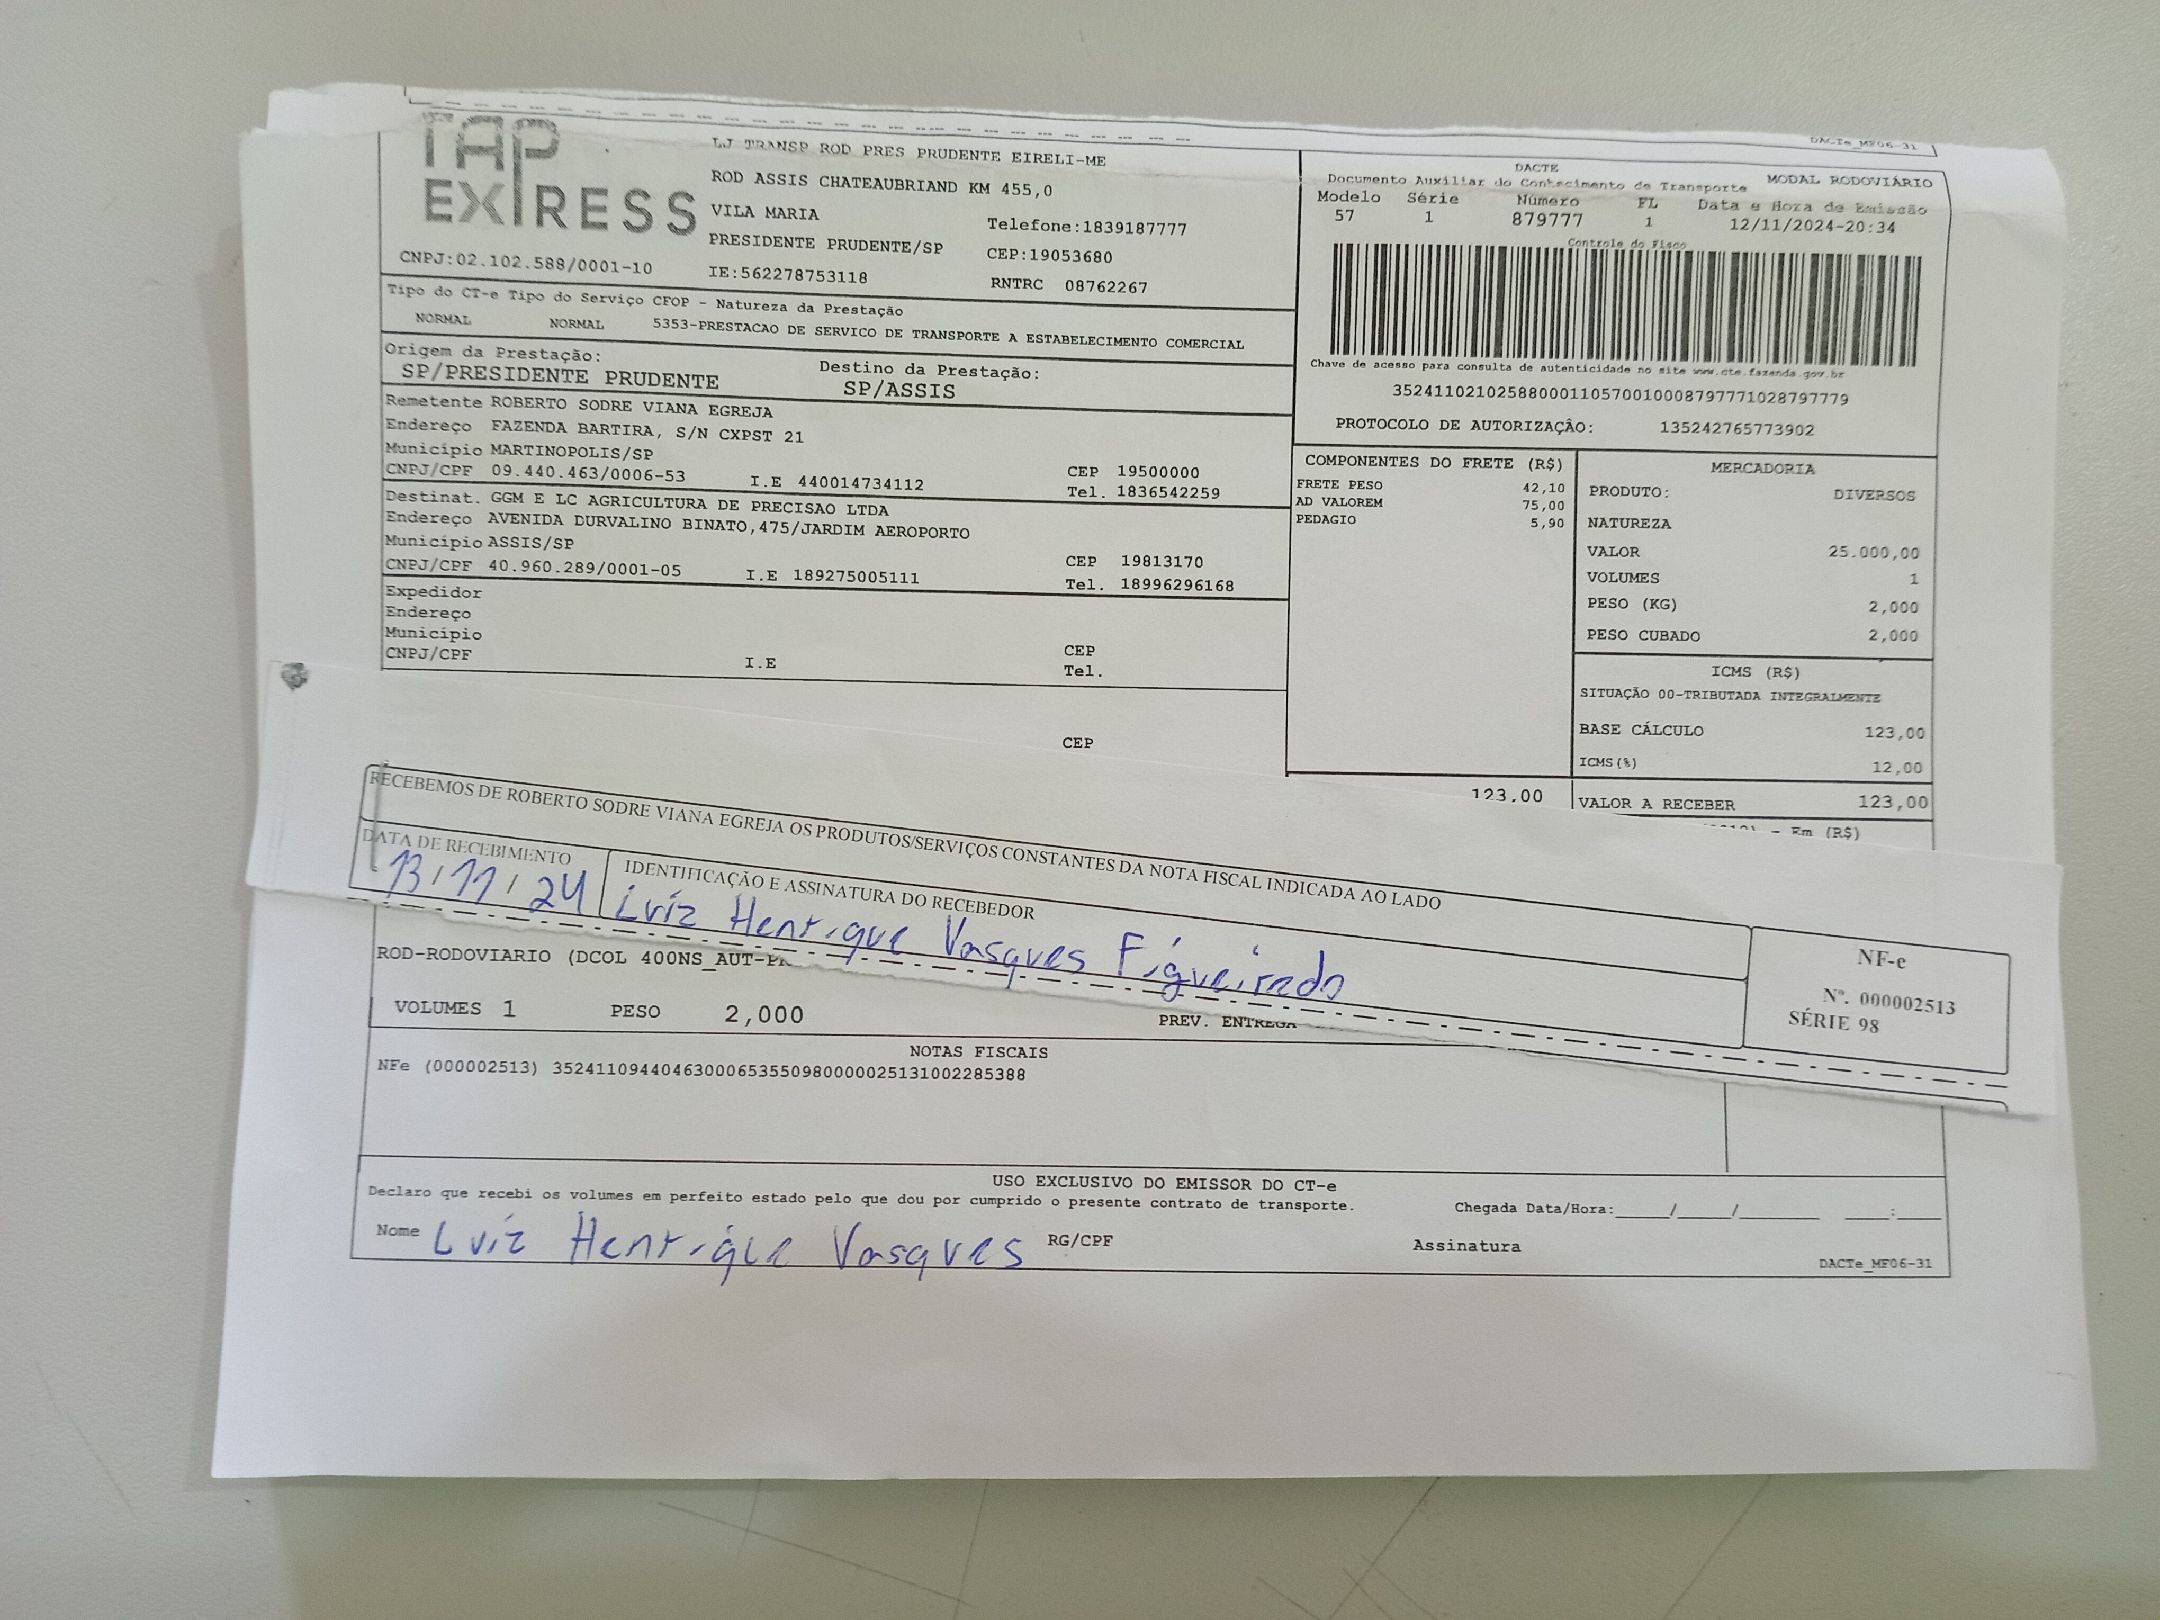 DACTe_MF06-31
TAP
EXPRESS
LJ TRANSP ROD PRES PRUDENTE EIRELI-ME
ROD ASSIS CHATEAUBRIAND KM 455,0
VILA MARIA
Telefone:1839187777
PRESIDENTE PRUDENTE/SP
CEP:19053680
CNPJ:02.102.588/0001-10
IE:562278753118
RNTRC 08762267
DACTE
Documento Auxiliar do Contecimento de Transporte
MODAL RODOVIÁRIO
Modelo Série Número FL Data e Hora de Emissão
57 1 879777 1 12/11/2024-20:34
Controle do Fisco
Chave de acesso para consulta de autenticidade no site www.cte.fazenda.gov.br
35241102102588000110570010008797771028797779
PROTOCOLO DE AUTORIZAÇÂO: 135242765773902
Tipo do CT-e Tipo do Serviço CFOP - Natureza da Prestação
NORMAL NORMAL 5353-PRESTACAO DE SERVICO DE TRANSPORTE A ESTABELECIMENTO COMERCIAL
Origem da Prestação: Destino da Prestação:
SP/PRESIDENTE PRUDENTE SP/ASSIS
Remetente ROBERTO SODRE VIANA EGREJA
Endereço FAZENDA BARTIRA, S/N CXPST 21
Município MARTINOPOLIS/SP CEP 19500000
CNPJ/CPF 09.440.463/0006-53 I.E 440014734112 Tel. 1836542259
Destinat. GGM E LC AGRICULTURA DE PRECISAO LTDA
Endereço AVENIDA DURVALINO BINATO,475/JARDIM AEROPORTO
Município ASSIS/SP CEP 19813170
CNPJ/CPF 40.960.289/0001-05 I.E 189275005111 Tel. 18996296168
Expedidor
Endereço
Município CEP
CNPJ/CPF I.E Tel.
CEP
COMPONENTES DO FRETE (R$)
FRETE PESO 42,10
AD VALOREM 75,00
PEDAGIO 5,90
123,00
MERCADORIA
PRODUTO: DIVERSOS
NATUREZA
VALOR 25.000,00
VOLUMES 1
PESO (KG) 2,000
PESO CUBADO 2,000
ICMS (R$)
SITUAÇÃO 00-TRIBUTADA INTEGRALMENTE
BASE CÁLCULO 123,00
ICMS(%) 12,00
VALOR A RECEBER 123,00
- Em (R$)
RECEBEMOS DE ROBERTO SODRE VIANA EGREJA OS PRODUTOS/SERVIÇOS CONSTANTES DA NOTA FISCAL INDICADA AO LADO
DATA DE RECEBIMENTO IDENTIFICAÇÃO E ASSINATURA DO RECEBEDOR
13/11/24 Luíz Henrique Vasques Figueiredo
NF-e
Nº. 000002513
SÉRIE 98
ROD-RODOVIARIO (DCOL 400NS_AUT-
VOLUMES 1 PESO 2,000 PREV. ENTREGA
NOTAS FISCAIS
NFe (000002513) 35241109440463000653550980000025131002285388
USO EXCLUSIVO DO EMISSOR DO CT-e
Declaro que recebi os volumes em perfeito estado pelo que dou por cumprido o presente contrato de transporte. Chegada Data/Hora:____/____/______ ____:____
Nome Luíz Henrique Vasques RG/CPF Assinatura
DACTe_MF06-31